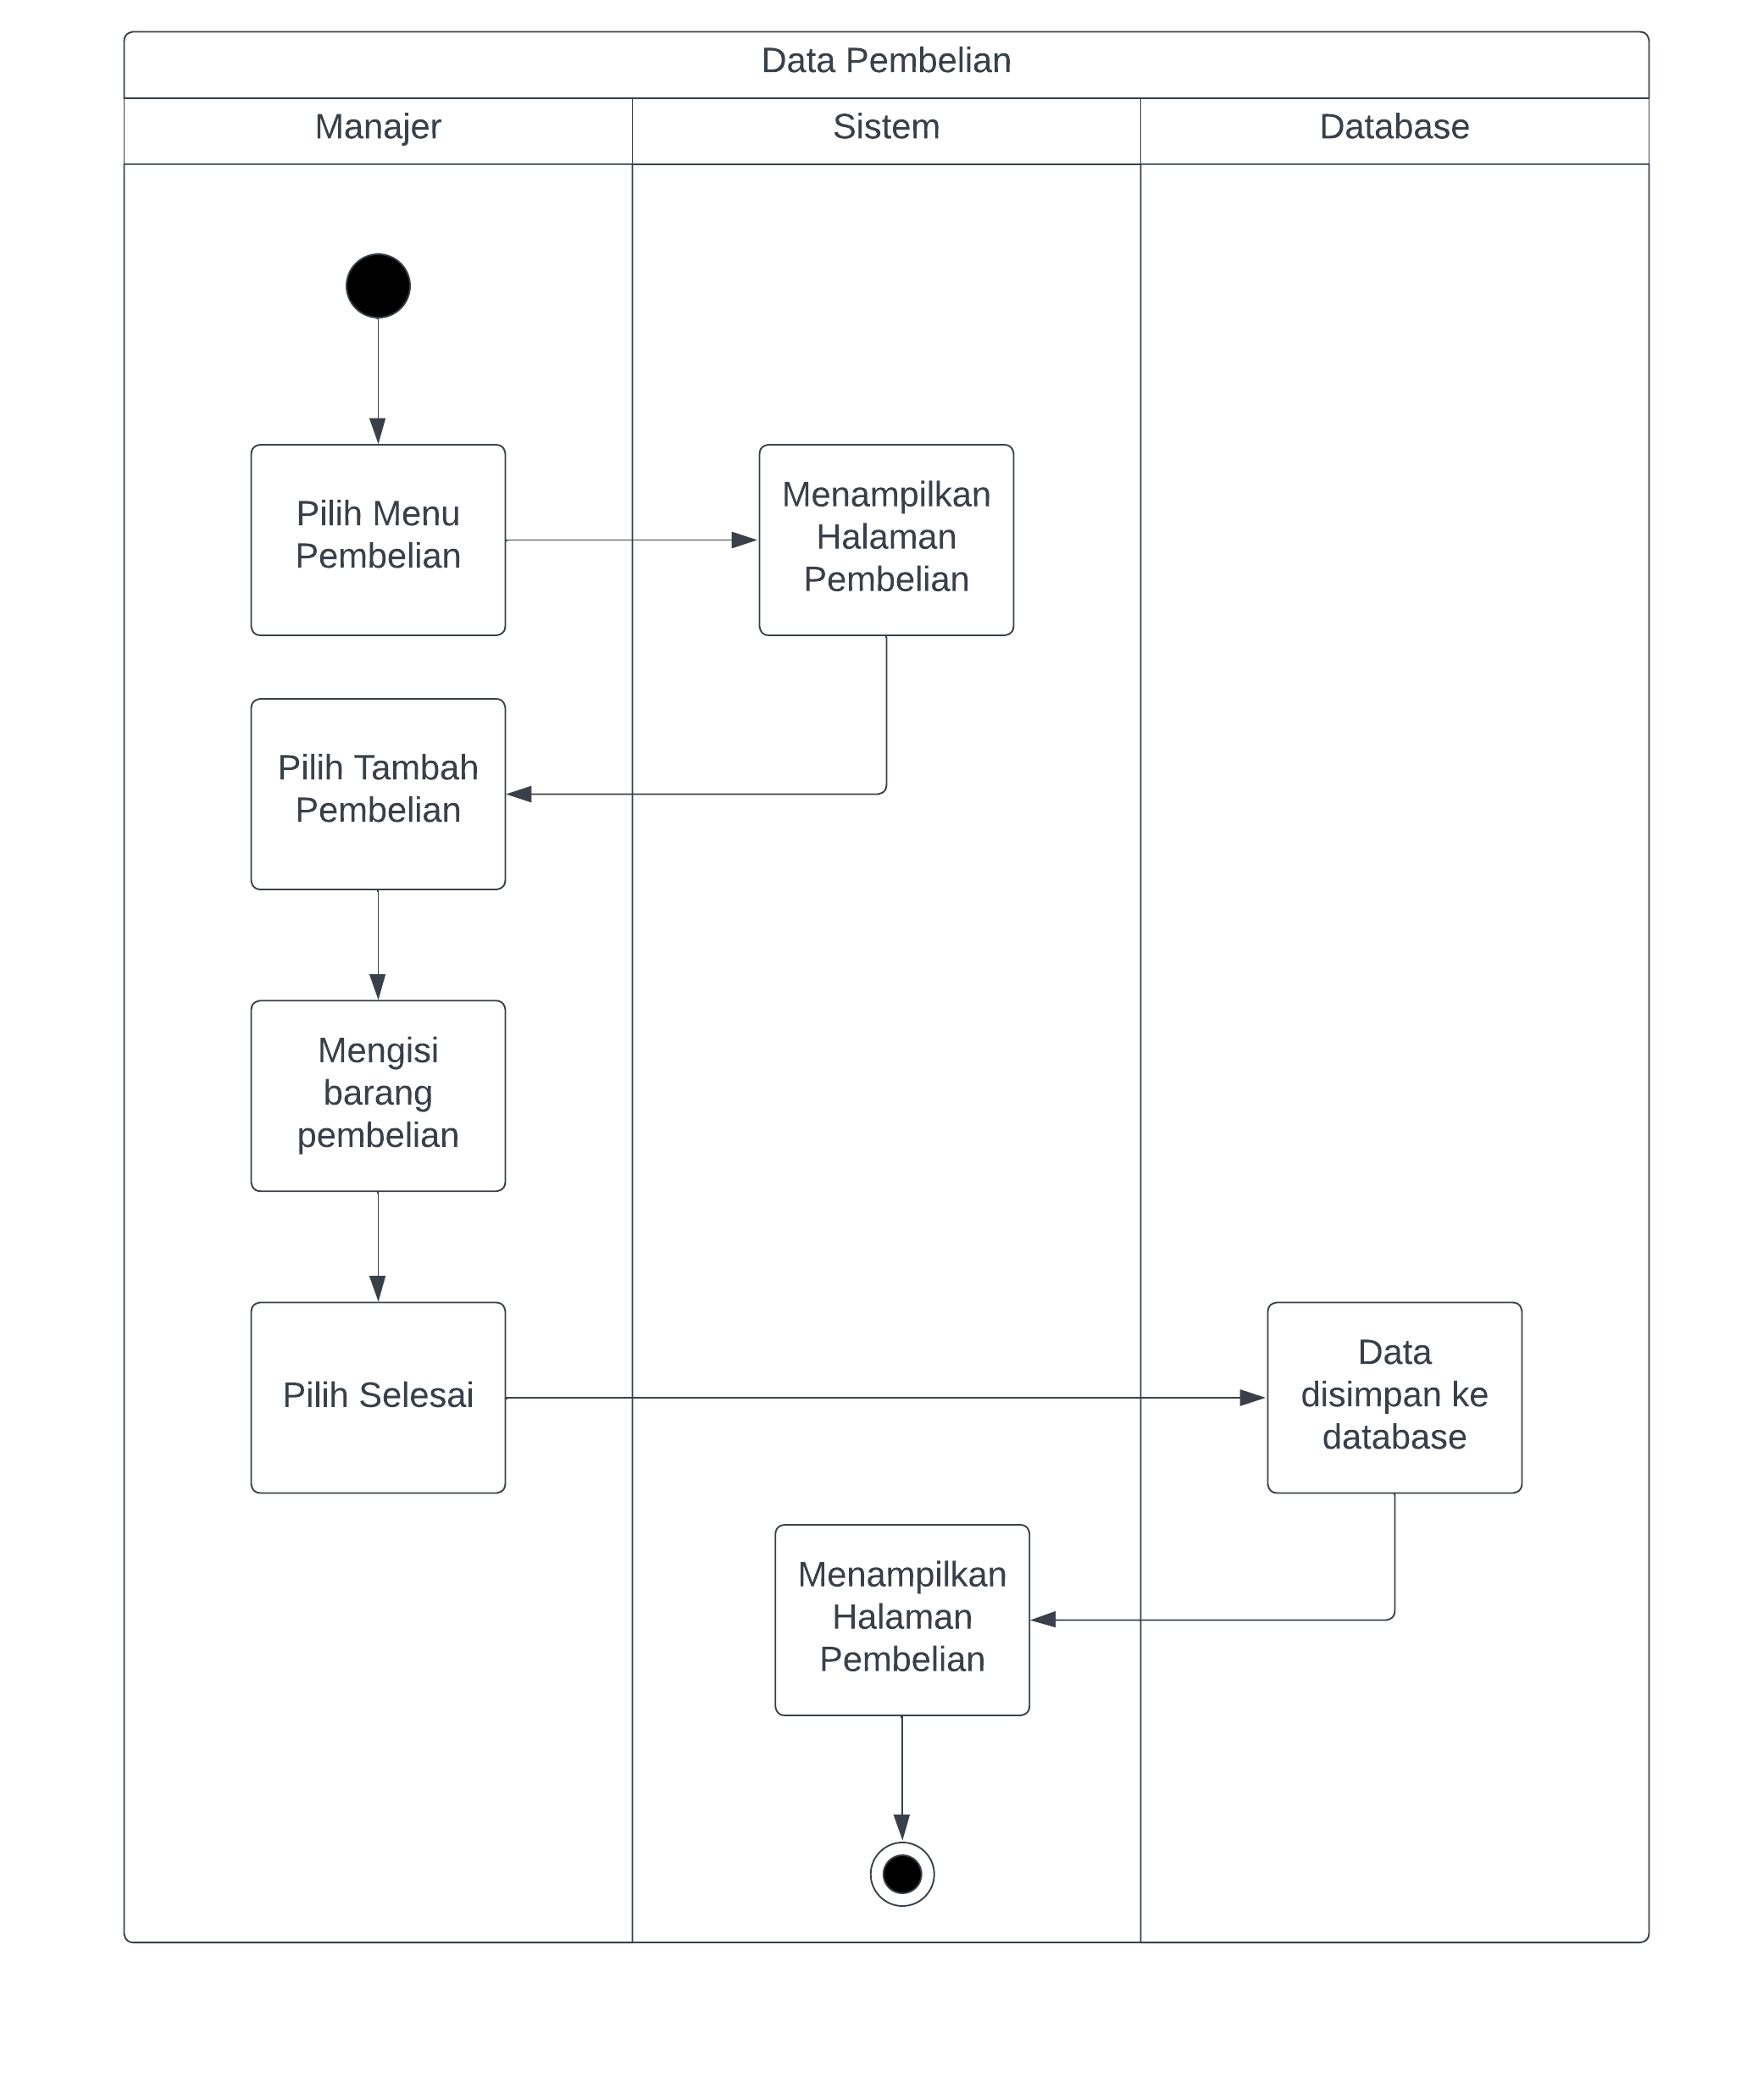 Data Pembelian
Manajer
Sistem
Database
Pilih Menu
Pembelian
Menampilkan
Halaman
Pembelian
Pilih Tambah
Pembelian
Mengisi
barang
pembelian
Pilih Selesai
Data
disimpan ke
database
Menampilkan
Halaman
Pembelian